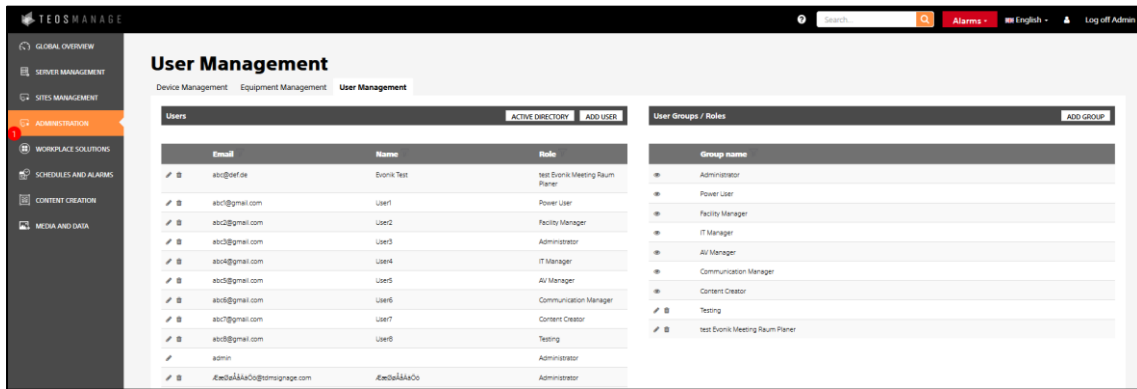 TEOSMANAGE
Search...
Alarms
English
Log off Admin
GLOBAL OVERVIEW
SERVER MANAGEMENT
SITES MANAGEMENT
ADMINISTRATION
1
WORKPLACE SOLUTIONS
SCHEDULES AND ALARMS
CONTENT CREATION
MEDIA AND DATA
User Management
Device Management Equipment Management User Management
Users ACTIVE DIRECTORY ADD USER
Email Name Role
abc@def.de Evonik Test test Evonik Meeting Raum
Planer
abc1@gmail.com User1 Power User
abc2@gmail.com User2 Facility Manager
abc3@gmail.com User3 Administrator
abc4@gmail.com User4 IT Manager
abc5@gmail.com User5 AV Manager
abc6@gmail.com User6 Communication Manager
abc7@gmail.com User7 Content Creator
abc8@gmail.com User8 Testing
admin Administrator
Administrator
User Groups / Roles ADD GROUP
Group name
Administrator
Power User
Facility Manager
IT Manager
AV Manager
Communication Manager
Content Creator
Testing
test Evonik Meeting Raum Planer